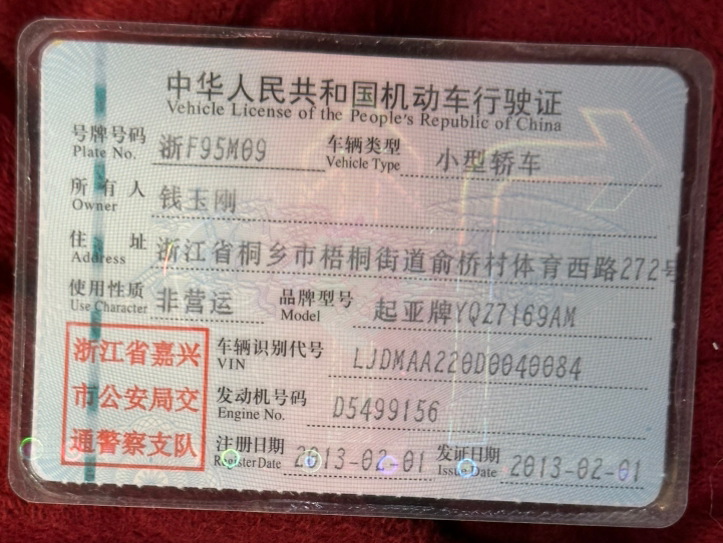 中华人民共和国机动车行驶证
Vehicle License of the People's Republic of China
号牌号码 浙F95M09 车辆类型 小型轿车
Plate No. Vehicle Type
所有人 钱玉刚
Owner
住址 浙江省桐乡市梧桐街道俞桥村体育西路272号
Address
使用性质 非营运 品牌型号 起亚牌YQZ7169AM
Use Character Model
浙江省嘉兴
市公安局交
通警察支队
车辆识别代号 LJDMAA220D0040084
VIN
发动机号码 D5499156
Engine No.
注册日期 2013-02-01 发证日期 2013-02-01
Register Date Issue Date